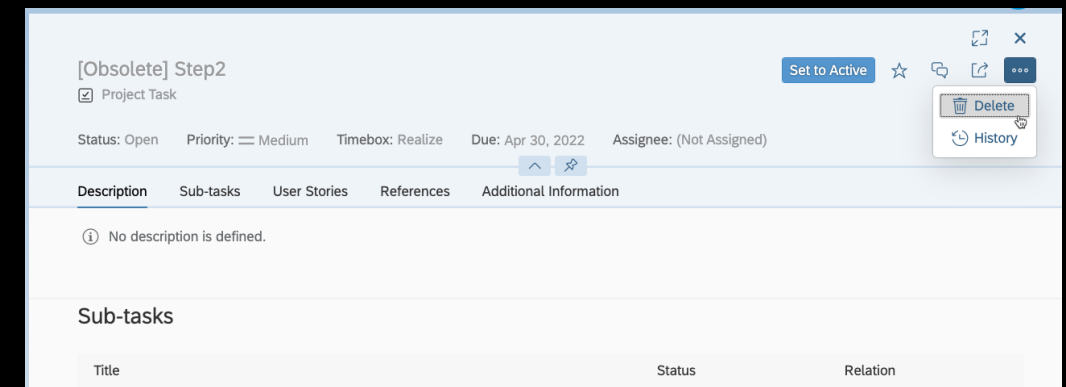 [Obsolete] Step2
Set to Active
Project Task
Delete
Status: Open Priority: Medium Timebox: Realize Due: Apr 30, 2022 Assignee: (Not Assigned)
History
Description Sub-tasks User Stories References Additional Information
No description is defined.
Sub-tasks
Title Status Relation